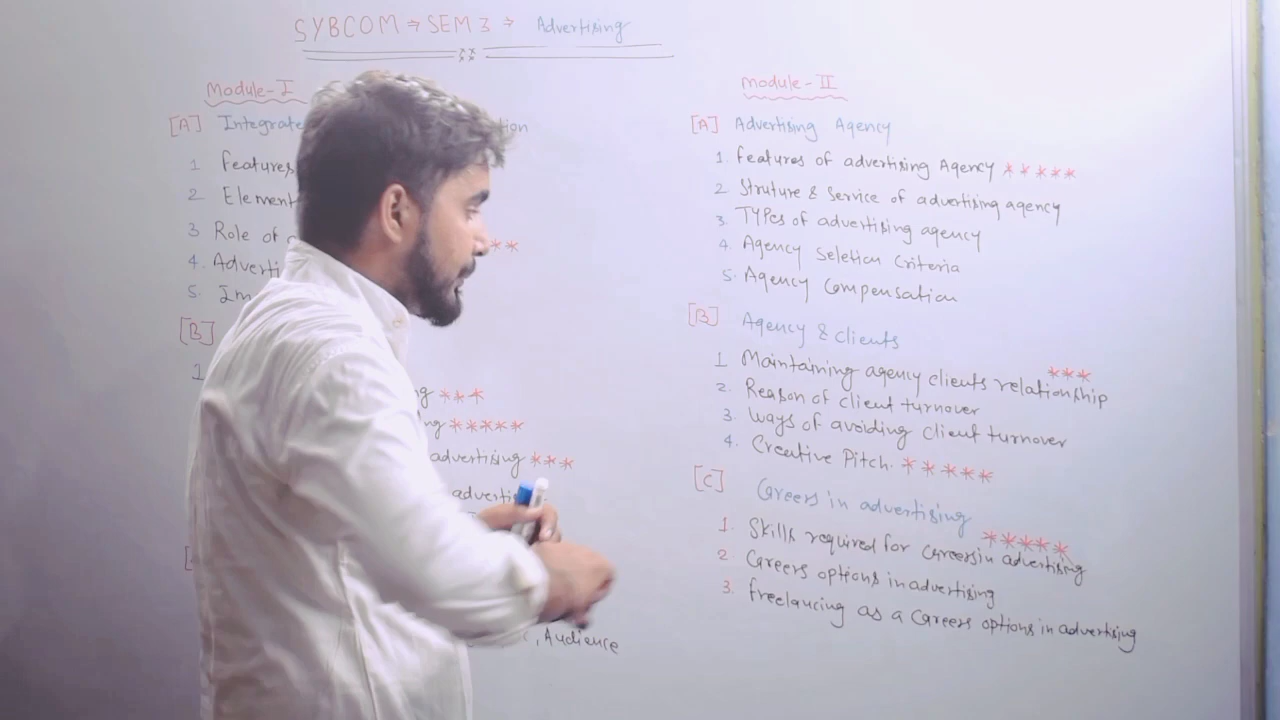 SYBCOM → SEM 3 → Advertising
Module-I
[A] Integrate tion
1 Features
2 Element
3 Role of **
4. Adverti
5. Im
[B]
1
g ***
ng *****
advertising ***
adverti
[
, Audience
Module - II
[A] Advertising Agency
1. Features of advertising Agency *****
2 Struture & Service of advertising agency
3. TYPes of advertising agency
4. Agency seletion Criteria
5. Agency Compensation
[B] Agency & Clients
1 Maintaining agency clients relationship ***
2. Reason of client turnover
3. Ways of avoiding client turnover
4. Creative Pitch. *****
[C] Careers in advertising
1. Skills required for careersin advertising *****
2 Careers options in advertising
3. freelancing as a Careers options in advertising